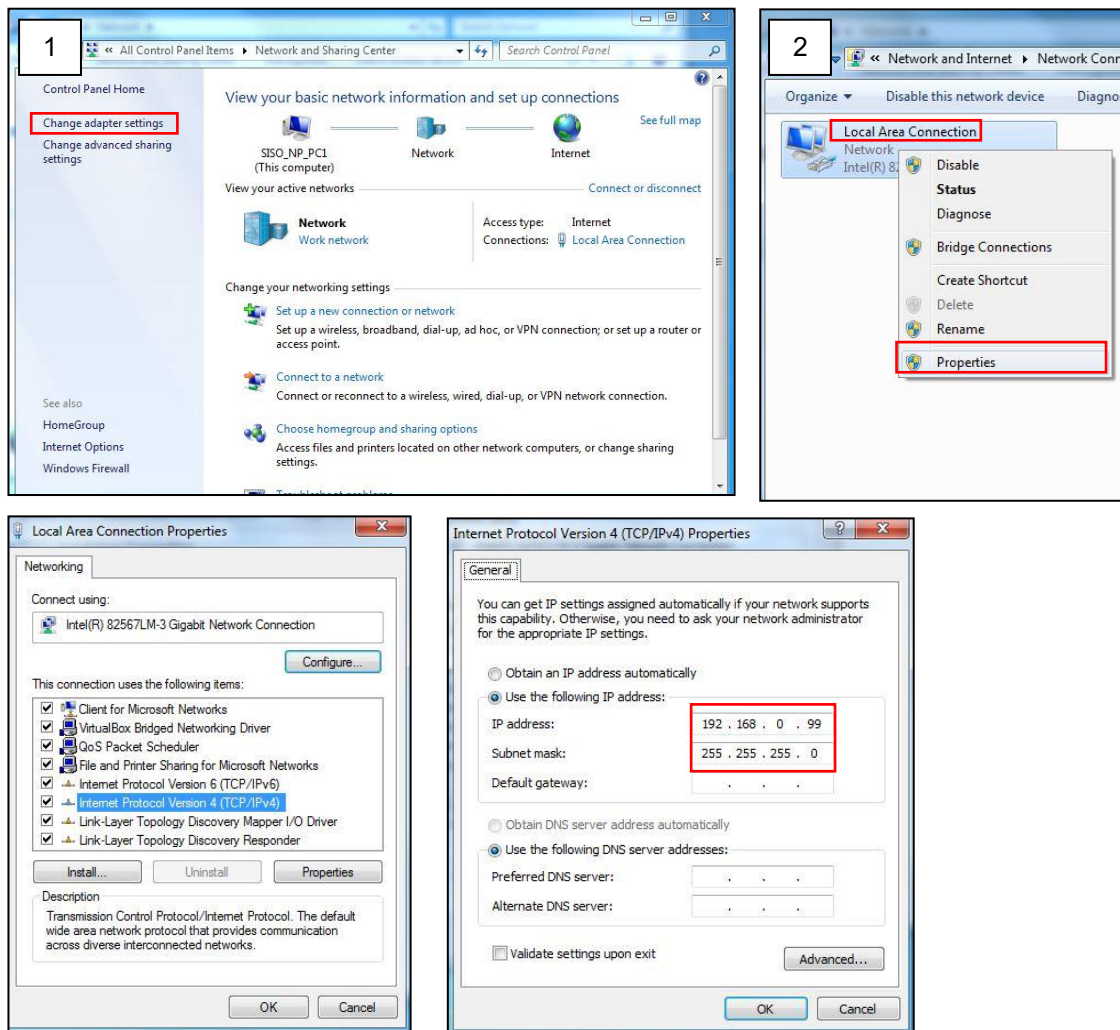 1
« All Control Panel Items ▸ Network and Sharing Center
Search Control Panel
Control Panel Home
Change adapter settings
Change advanced sharing
settings
See also
HomeGroup
Internet Options
Windows Firewall
View your basic network information and set up connections
See full map
SISO_NP_PC1
(This computer)
Network
Internet
View your active networks
Connect or disconnect
Network
Work network
Access type: Internet
Connections: Local Area Connection
Change your networking settings
Set up a new connection or network
Set up a wireless, broadband, dial-up, ad hoc, or VPN connection; or set up a router or
access point.
Connect to a network
Connect or reconnect to a wireless, wired, dial-up, or VPN network connection.
Choose homegroup and sharing options
Access files and printers located on other network computers, or change sharing
settings.
2
« Network and Internet ▸ Network Conn
Organize Disable this network device Diagno
Local Area Connection
Network
Intel(R) 8
Disable
Status
Diagnose
Bridge Connections
Create Shortcut
Delete
Rename
Properties
Local Area Connection Properties
Networking
Connect using:
Intel(R) 82567LM-3 Gigabit Network Connection
Configure...
This connection uses the following items:
Client for Microsoft Networks
VirtualBox Bridged Networking Driver
QoS Packet Scheduler
File and Printer Sharing for Microsoft Networks
Internet Protocol Version 6 (TCP/IPv6)
Internet Protocol Version 4 (TCP/IPv4)
Link-Layer Topology Discovery Mapper I/O Driver
Link-Layer Topology Discovery Responder
Install... Uninstall Properties
Description
Transmission Control Protocol/Internet Protocol. The default
wide area network protocol that provides communication
across diverse interconnected networks.
OK Cancel
Internet Protocol Version 4 (TCP/IPv4) Properties
General
You can get IP settings assigned automatically if your network supports
this capability. Otherwise, you need to ask your network administrator
for the appropriate IP settings.
Obtain an IP address automatically
Use the following IP address:
IP address: 192 . 168 . 0 . 99
Subnet mask: 255 . 255 . 255 . 0
Default gateway: . . .
Obtain DNS server address automatically
Use the following DNS server addresses:
Preferred DNS server: . . .
Alternate DNS server: . . .
Validate settings upon exit
Advanced...
OK Cancel